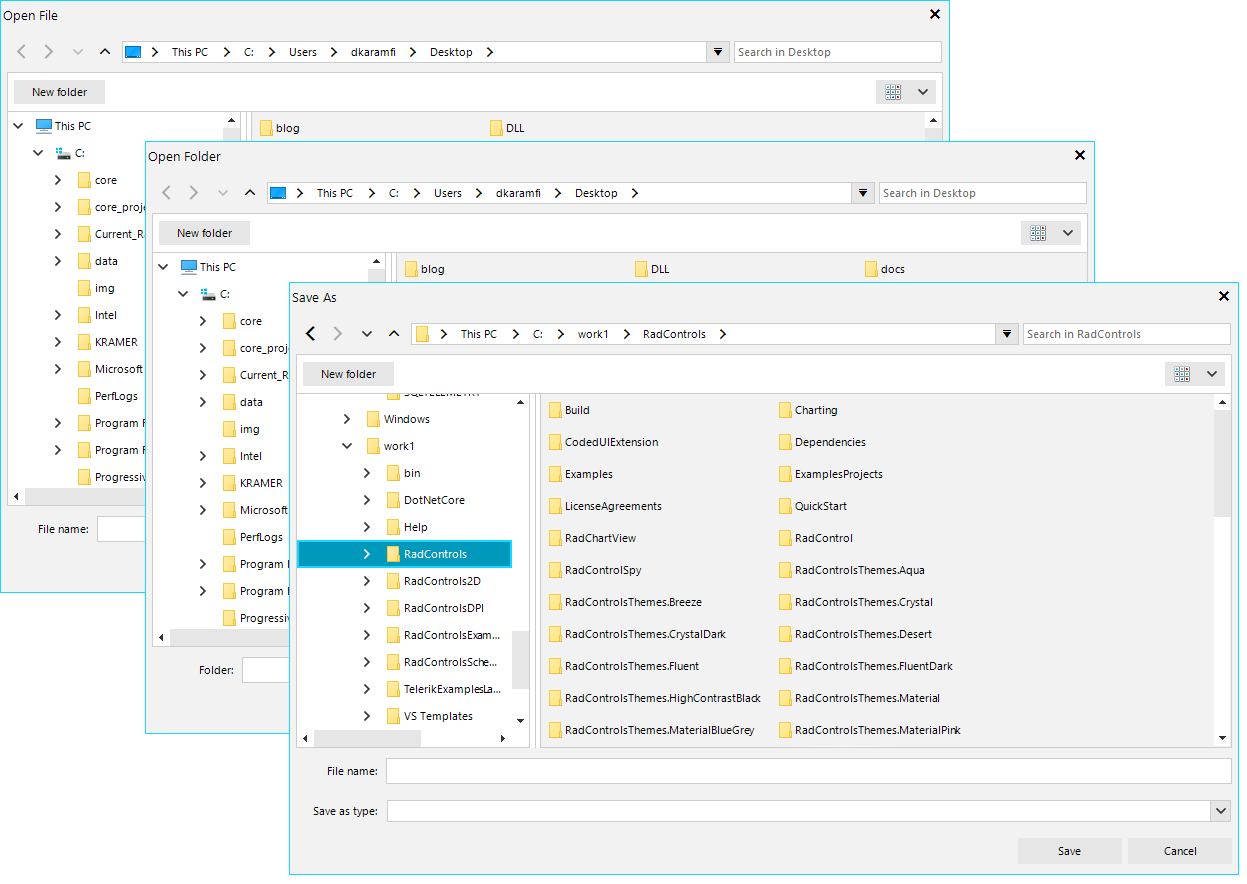 Open File
This PC C: Users dkaramfi Desktop Search in Desktop
New folder
This PC
C:
core
core_proj
Current_R
data
img
Intel
KRAMER
Microsoft
PerfLogs
Program F
Program F
Progressiv
File name:
blog DLL
Open Folder
This PC C: Users dkaramfi Desktop Search in Desktop
New folder
This PC
C:
core
core_proje
Current_R
data
img
Intel
KRAMER
Microsoft
PerfLogs
Program
Program
Progressiv
Folder:
blog DLL docs
Save As
This PC C: work1 RadControls Search in RadControls
New folder
SQLTELEMETRY
Windows
work1
bin
DotNetCore
Help
RadControls
RadControls2D
RadControlsDPI
RadControlsExam...
RadControlsSche...
TelerikExamplesLa...
VS Templates
Build Charting
CodedUIExtension Dependencies
Examples ExamplesProjects
LicenseAgreements QuickStart
RadChartView RadControl
RadControlSpy RadControlsThemes.Aqua
RadControlsThemes.Breeze RadControlsThemes.Crystal
RadControlsThemes.CrystalDark RadControlsThemes.Desert
RadControlsThemes.Fluent RadControlsThemes.FluentDark
RadControlsThemes.HighContrastBlack RadControlsThemes.Material
RadControlsThemes.MaterialBlueGrey RadControlsThemes.MaterialPink
File name:
Save as type:
Save Cancel